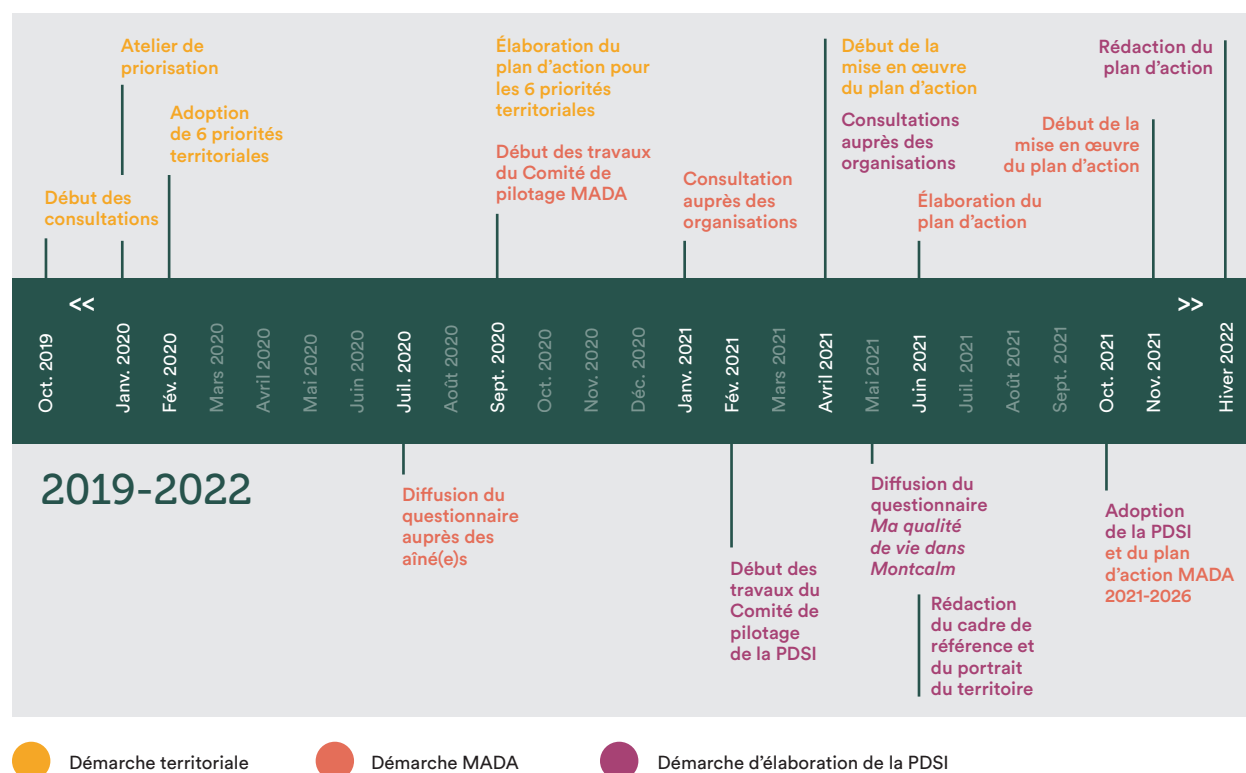 Atelier de
priorisation
Adoption
de 6 priorités
territoriales
Début des
consultations
Élaboration du
plan d’action pour
les 6 priorités
territoriales
Début des travaux
du Comité de
pilotage MADA
Consultation
auprès des
organisations
Début de la
mise en œuvre
du plan d’action
Consultations
auprès des
organisations
Élaboration du
plan d’action
Début de la
mise en œuvre
du plan d’action
Rédaction du
plan d’action
<<
>>
Oct. 2019
Janv. 2020
Fév. 2020
Mars 2020
Avril 2020
Mai 2020
Juin 2020
Juil. 2020
Août 2020
Sept. 2020
Oct. 2020
Nov. 2020
Déc. 2020
Janv. 2021
Fév. 2021
Mars 2021
Avril 2021
Mai 2021
Juin 2021
Juil. 2021
Août 2021
Sept. 2021
Oct. 2021
Nov. 2021
Hiver 2022
2019-2022
Diffusion du
questionnaire
auprès des
aîné(e)s
Début des
travaux du
Comité de
pilotage
de la PDSI
Diffusion du
questionnaire
Ma qualité
de vie dans
Montcalm
Rédaction
du cadre de
référence et
du portrait
du territoire
Adoption
de la PDSI
et du plan
d’action MADA
2021-2026
Démarche territoriale
Démarche MADA
Démarche d’élaboration de la PDSI